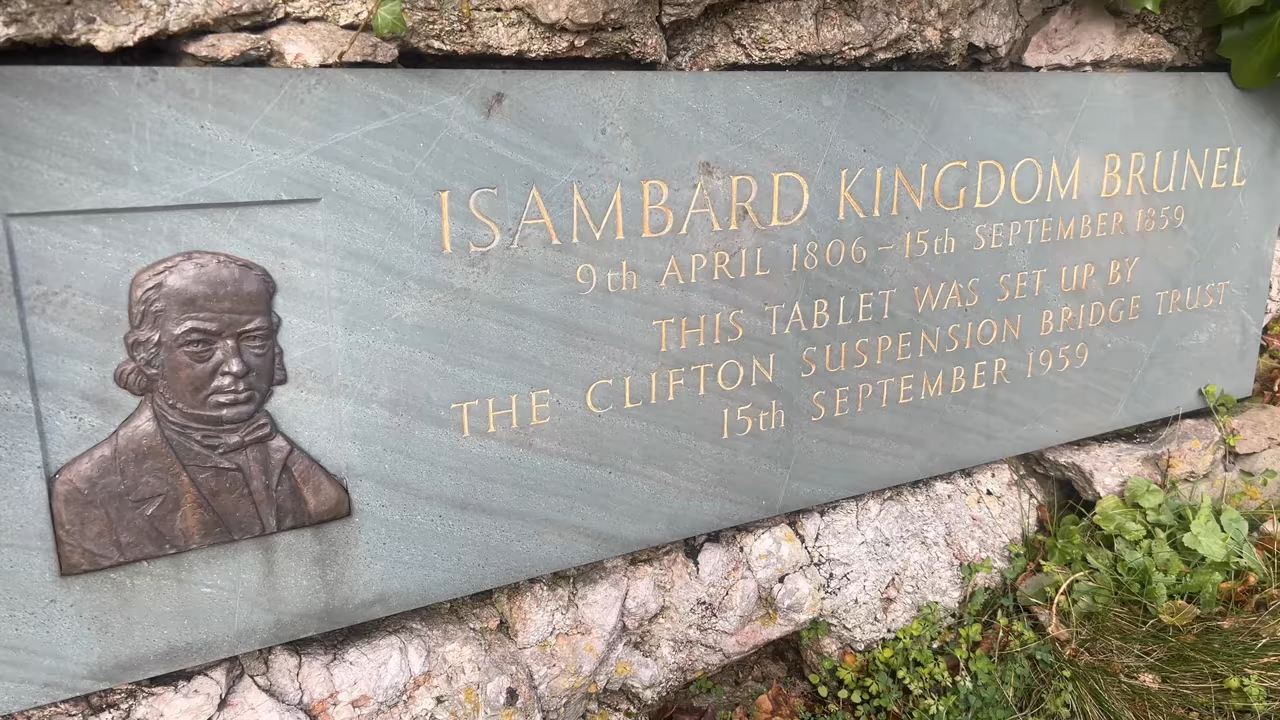 ISAMBARD KINGDOM BRUNEL
9th APRIL 1806 ~ 15th SEPTEMBER 1859
THIS TABLET WAS SET UP BY
THE CLIFTON SUSPENSION BRIDGE TRUST
15th SEPTEMBER 1959